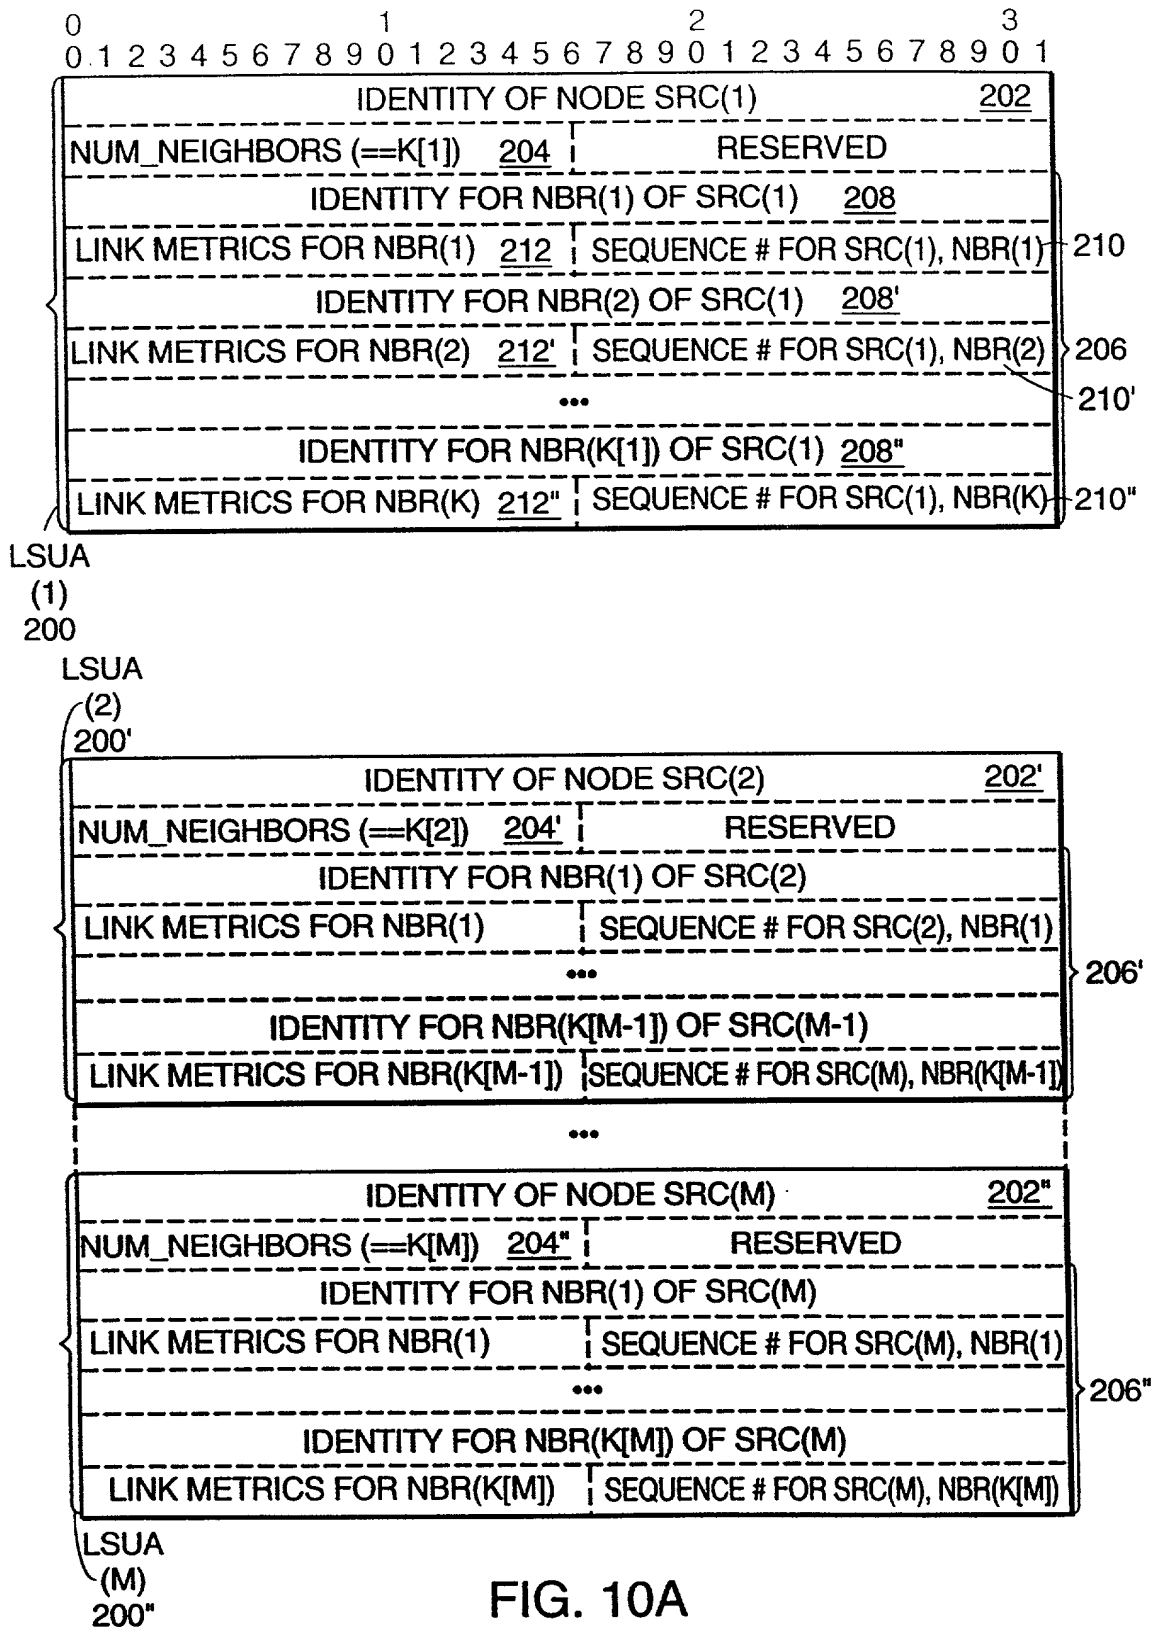 0 1 2 3
0 1 2 3 4 5 6 7 8 9 0 1 2 3 4 5 6 7 8 9 0 1 2 3 4 5 6 7 8 9 0 1
IDENTITY OF NODE SRC(1) 202
NUM_NEIGHBORS (==K[1]) 204 RESERVED
IDENTITY FOR NBR(1) OF SRC(1) 208
LINK METRICS FOR NBR(1) 212 SEQUENCE # FOR SRC(1), NBR(1) 210
IDENTITY FOR NBR(2) OF SRC(1) 208'
LINK METRICS FOR NBR(2) 212' SEQUENCE # FOR SRC(1), NBR(2) 206
••• 210'
IDENTITY FOR NBR(K[1]) OF SRC(1) 208"
LINK METRICS FOR NBR(K) 212" SEQUENCE # FOR SRC(1), NBR(K) 210"
LSUA
(1)
200
LSUA
(2)
200'
IDENTITY OF NODE SRC(2) 202'
NUM_NEIGHBORS (==K[2]) 204' RESERVED
IDENTITY FOR NBR(1) OF SRC(2)
LINK METRICS FOR NBR(1) SEQUENCE # FOR SRC(2), NBR(1)
••• 206'
IDENTITY FOR NBR(K[M-1]) OF SRC(M-1)
LINK METRICS FOR NBR(K[M-1]) SEQUENCE # FOR SRC(M), NBR(K[M-1])
•••
IDENTITY OF NODE SRC(M) 202"
NUM_NEIGHBORS (==K[M]) 204" RESERVED
IDENTITY FOR NBR(1) OF SRC(M)
LINK METRICS FOR NBR(1) SEQUENCE # FOR SRC(M), NBR(1)
••• 206"
IDENTITY FOR NBR(K[M]) OF SRC(M)
LINK METRICS FOR NBR(K[M]) SEQUENCE # FOR SRC(M), NBR(K[M])
LSUA
(M)
200"
FIG. 10A